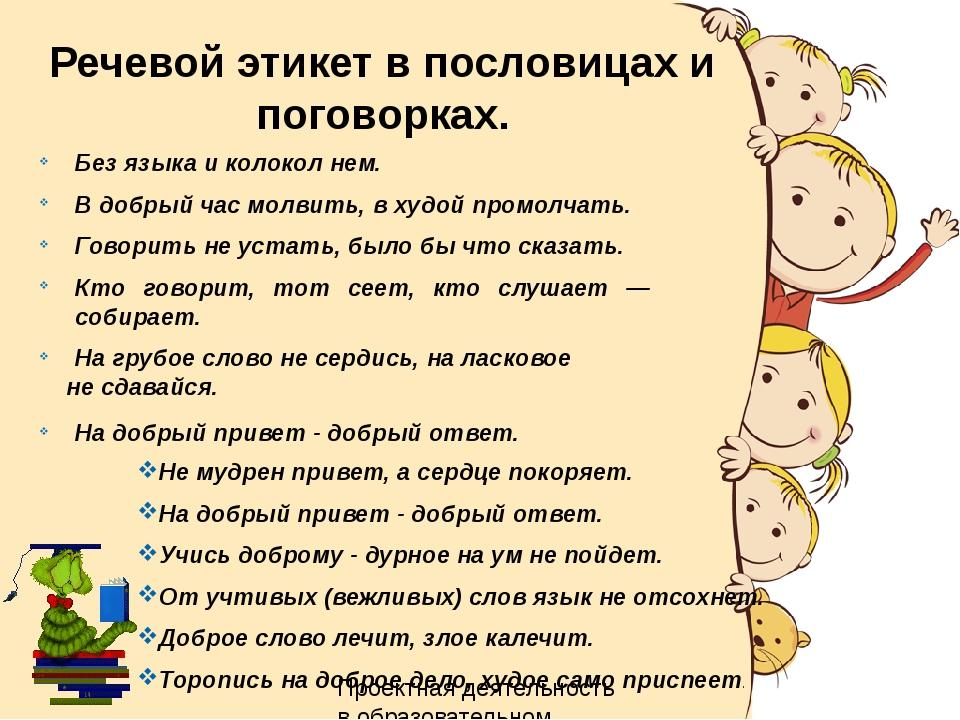 Речевой этикет в пословицах и
поговорках.
Без языка и колокол нем.
В добрый час молвить, в худой промолчать.
Говорить не устать, было бы что сказать.
Кто говорит, тот сеет, кто слушает —
собирает.
На грубое слово не сердись, на ласковое
не сдавайся.
На добрый привет - добрый ответ.
Не мудрен привет, а сердце покоряет.
На добрый привет - добрый ответ.
Учись доброму - дурное на ум не пойдет.
От учтивых (вежливых) слов язык не отсохнет.
Доброе слово лечит, злое калечит.
Торопись на доброе дело, худое само приспеет.
Проектная деятельность
в образовательном